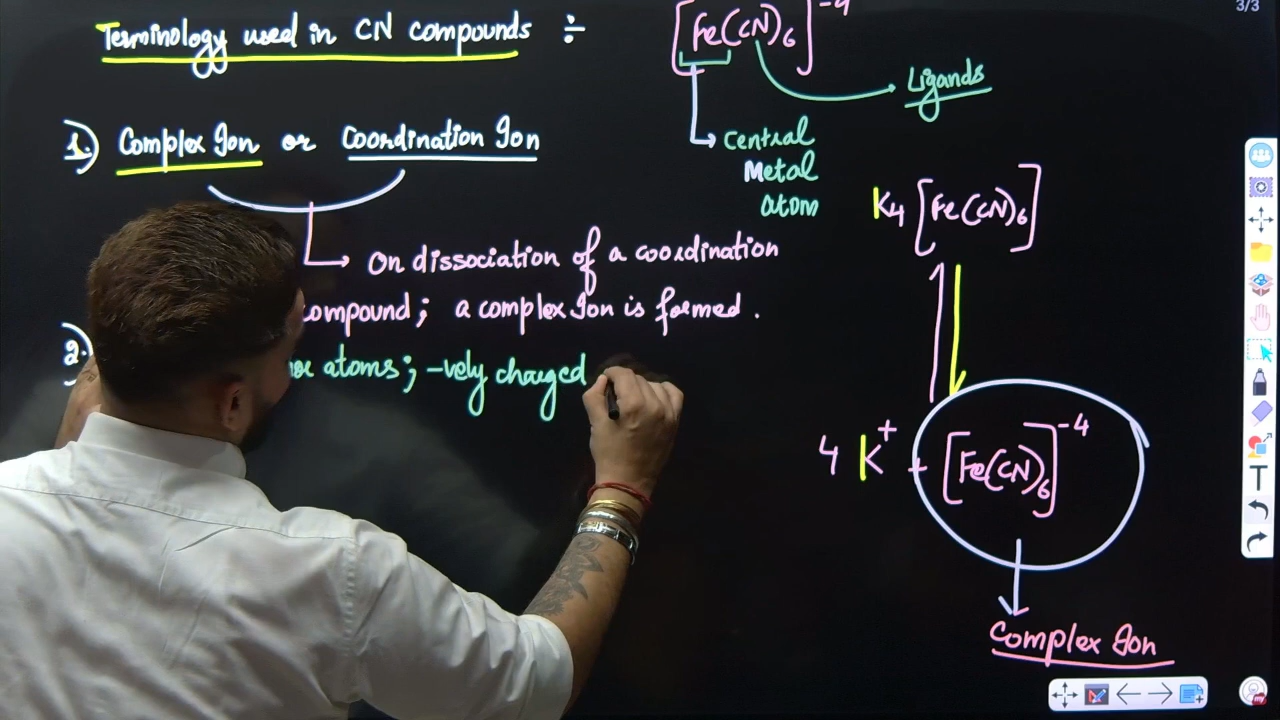 Terminology used in CN compounds ÷
[Fe(CN)6]
Ligands
Central
Metal
atom
1.) Complex Ion or Coordination Ion
On dissociation of a coordination
ompound; a complex Ion is formed.
2.)
atoms; -vely charged
K4 [Fe(CN)6]
4 K+ + [Fe(CN)6]-4
Complex Ion
3/3
T